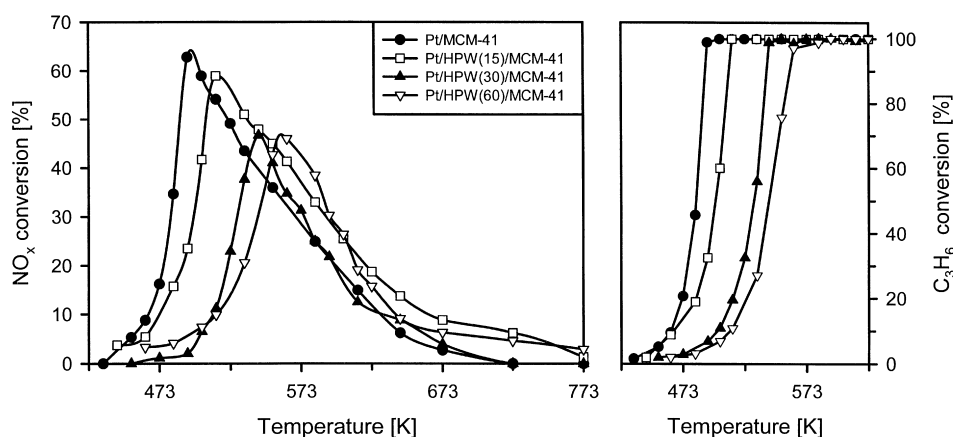 70
60
50
40
30
20
10
0
NOx conversion [%]
Pt/MCM-41
Pt/HPW(15)/MCM-41
Pt/HPW(30)/MCM-41
Pt/HPW(60)/MCM-41
473
573
673
773
Temperature [K]
100
80
60
40
20
0
C3H6 conversion [%]
473
573
Temperature [K]